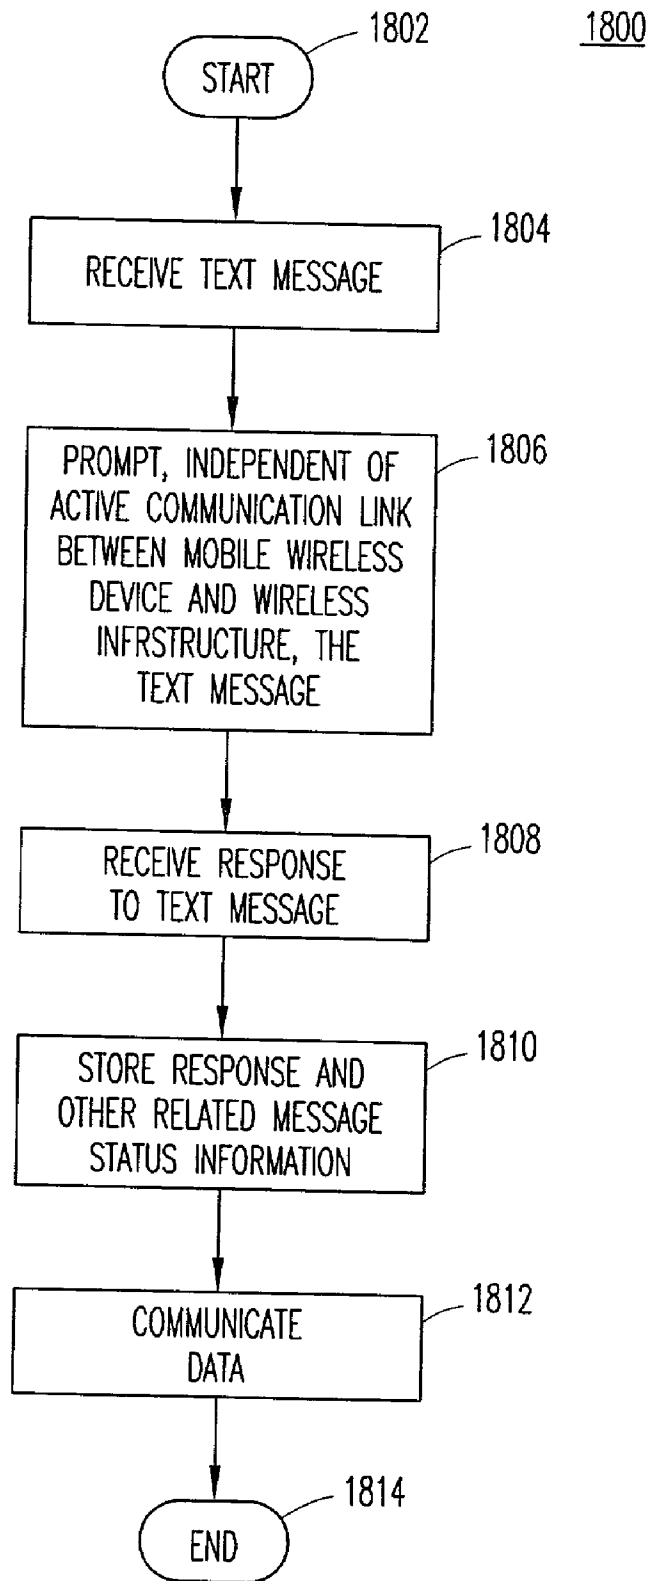 1802
1800
START
1804
RECEIVE TEXT MESSAGE
1806
PROMPT, INDEPENDENT OF
ACTIVE COMMUNICATION LINK
BETWEEN MOBILE WIRELESS
DEVICE AND WIRELESS
INFRSTRUCTURE, THE
TEXT MESSAGE
1808
RECEIVE RESPONSE
TO TEXT MESSAGE
1810
STORE RESPONSE AND
OTHER RELATED MESSAGE
STATUS INFORMATION
1812
COMMUNICATE
DATA
1814
END